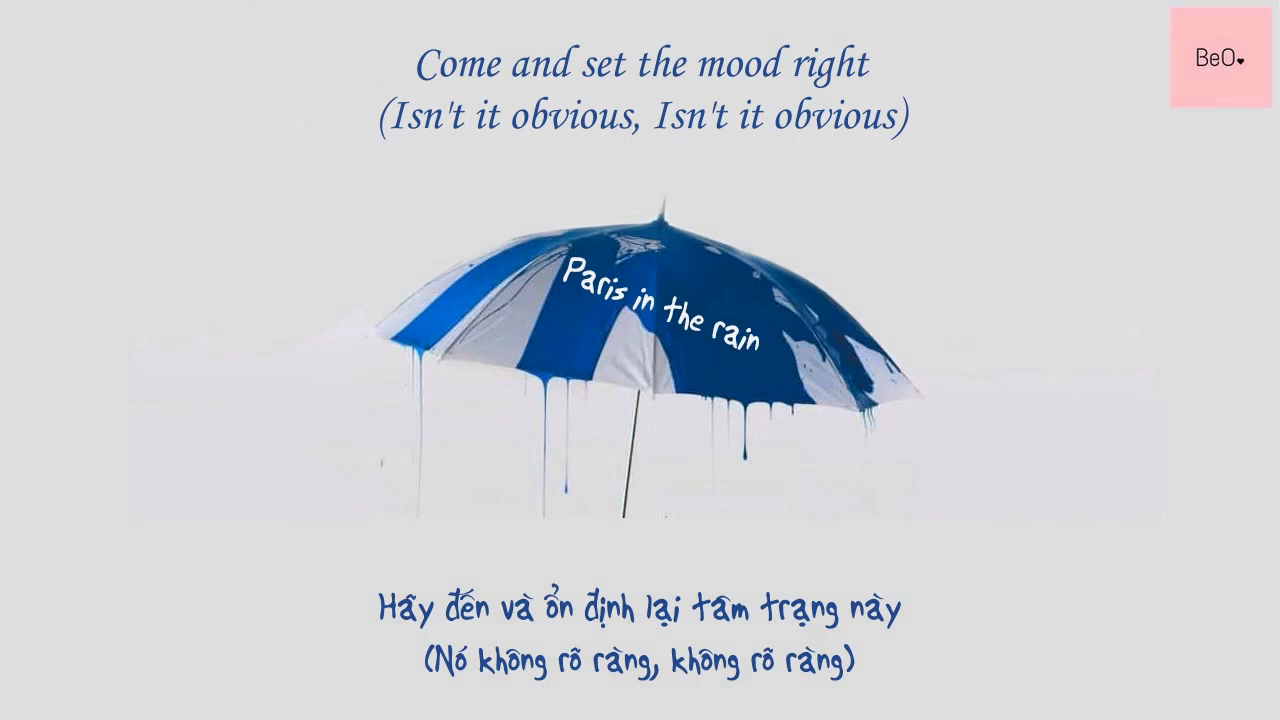 Come and set the mood right
(Isn't it obvious, Isn't it obvious)
BeO♥
Paris in the rain
Hãy đến và ổn định lại tâm trạng này
(Nó không rõ ràng, không rõ ràng)